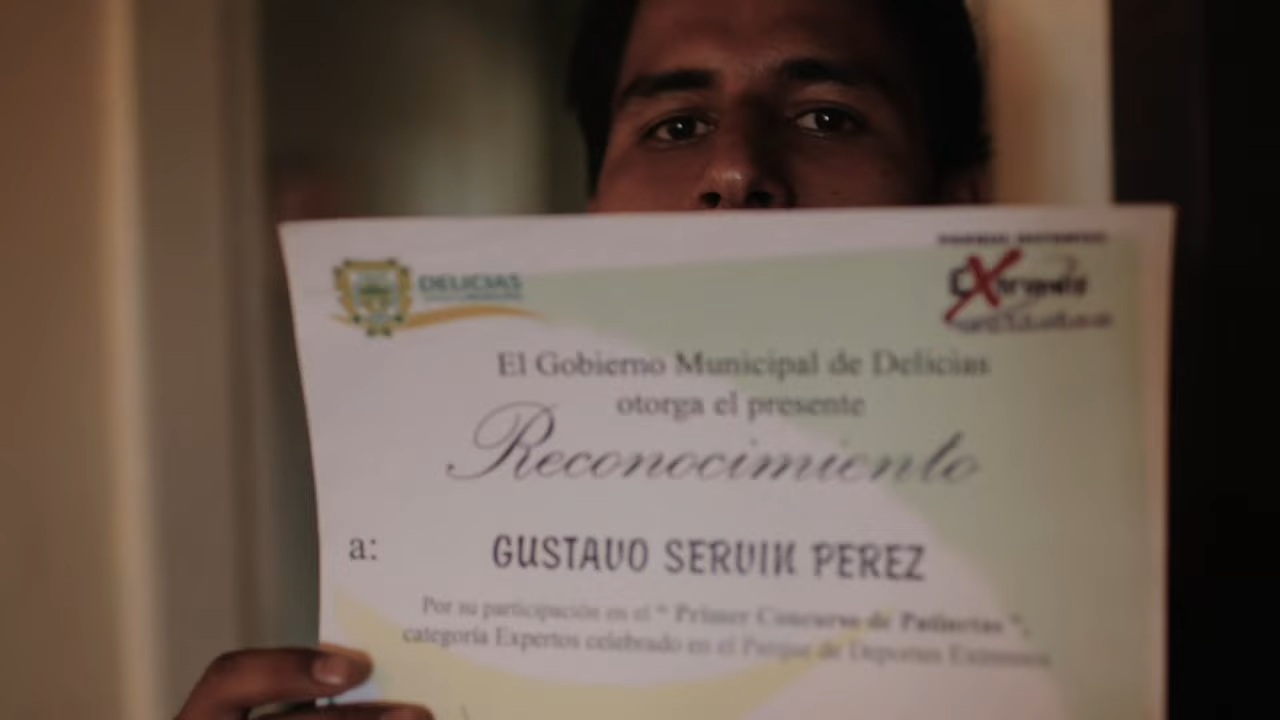 DELICIAS
Extremos
El Gobierno Municipal de Delicias
otorga el presente
Reconocimiento
a: GUSTAVO SERVIN PEREZ
Por su participación en el " Primer Concurso de Patinetas ",
categoría Expertos celebrado en el Parque de Deportes Extremos